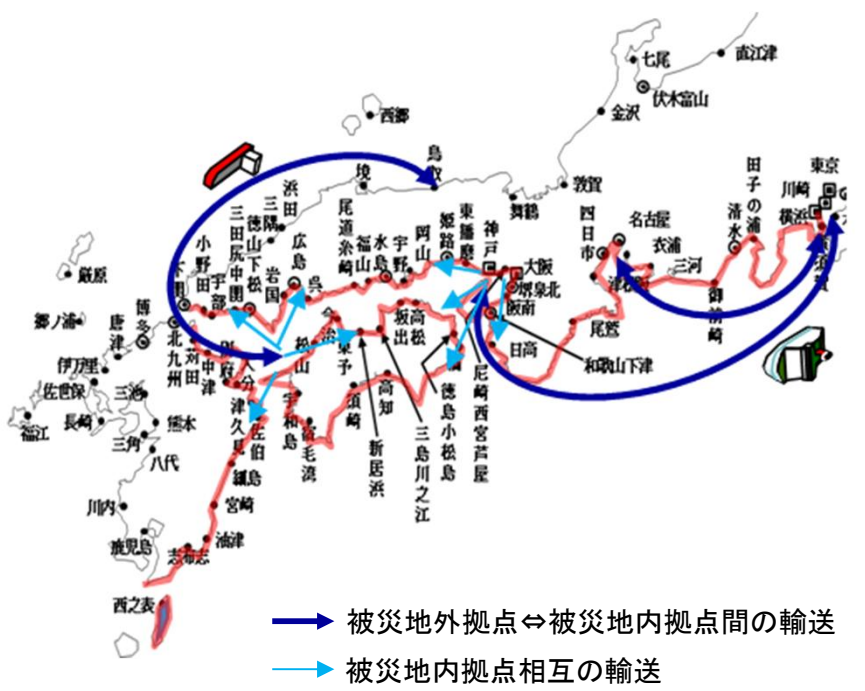 七尾
直江津
伏木富山
金沢
西郷
敦賀
舞鶴
鳥取
境
浜田
三隅
東京
川崎
横浜
田子の浦
清水
御前崎
三河
衣浦
名古屋
四日市
尾鷲
大阪
堺泉北
阪南
和歌山下津
日高
神戸
東播磨
姫路
岡山
宇野
水島
福山
尾道糸崎
呉
広島
岩国
徳山下松
三田尻中関
宇部
小野田
下関
北九州
苅田
中津
津久見
佐伯
細島
宮崎
油津
志布志
西之表
鹿児島
川内
八代
三角
熊本
三池
長崎
佐世保
伊万里
唐津
博多
郷ノ浦
厳原
福江
今治
松山
東予
宇和島
宿毛湾
須崎
高知
新居浜
三島川之江
坂出
高松
徳島小松島
尼崎西宮芦屋
被災地外拠点⇔被災地内拠点間の輸送
被災地内拠点相互の輸送